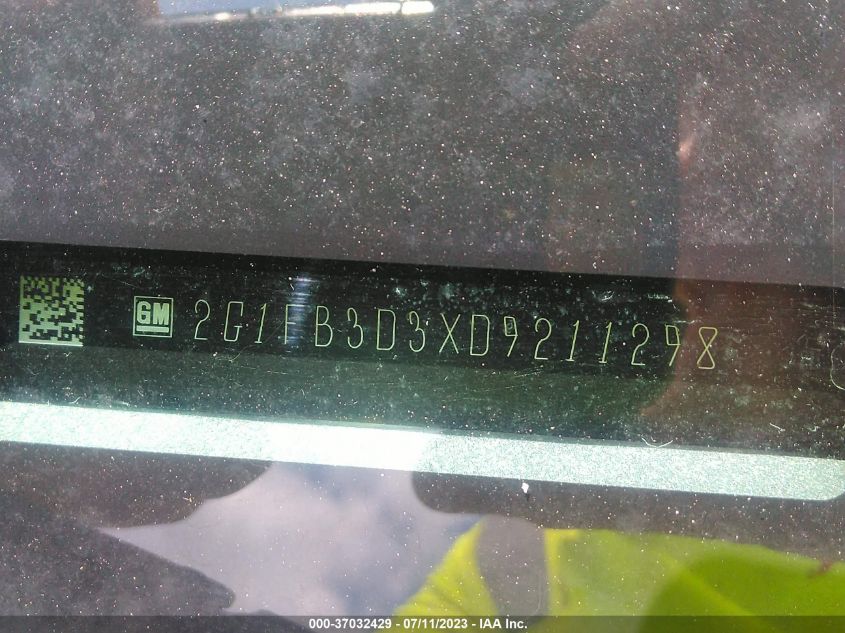 GM 2G1FB3D3XD9211298
000-37032429 - 07/11/2023 - IAA Inc.